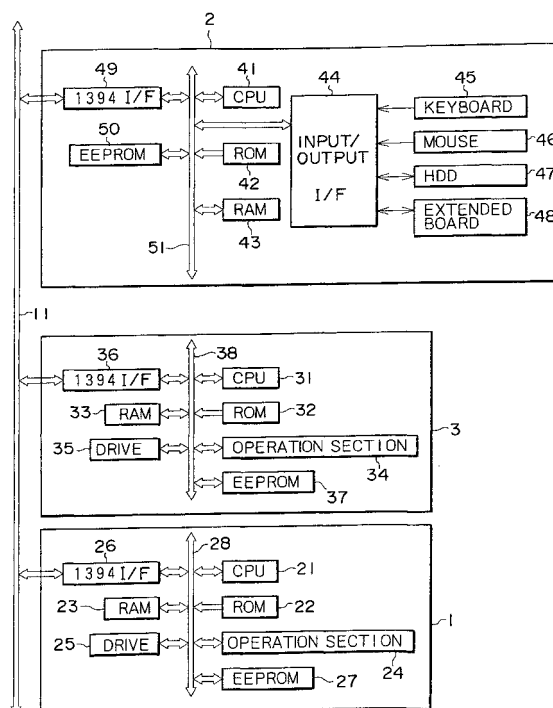 2
49
41
44
45
1394 I/F
CPU
KEYBOARD
50
INPUT/
OUTPUT
I/F
MOUSE
46
EEPROM
ROM
42
HDD
47
RAM
43
EXTENDED
BOARD
48
51
11
36
38
1394 I/F
CPU
31
33
RAM
ROM
32
3
35
DRIVE
OPERATION SECTION
34
EEPROM
37
26
28
1394 I/F
CPU
21
23
RAM
ROM
22
1
25
DRIVE
OPERATION SECTION
24
EEPROM
27